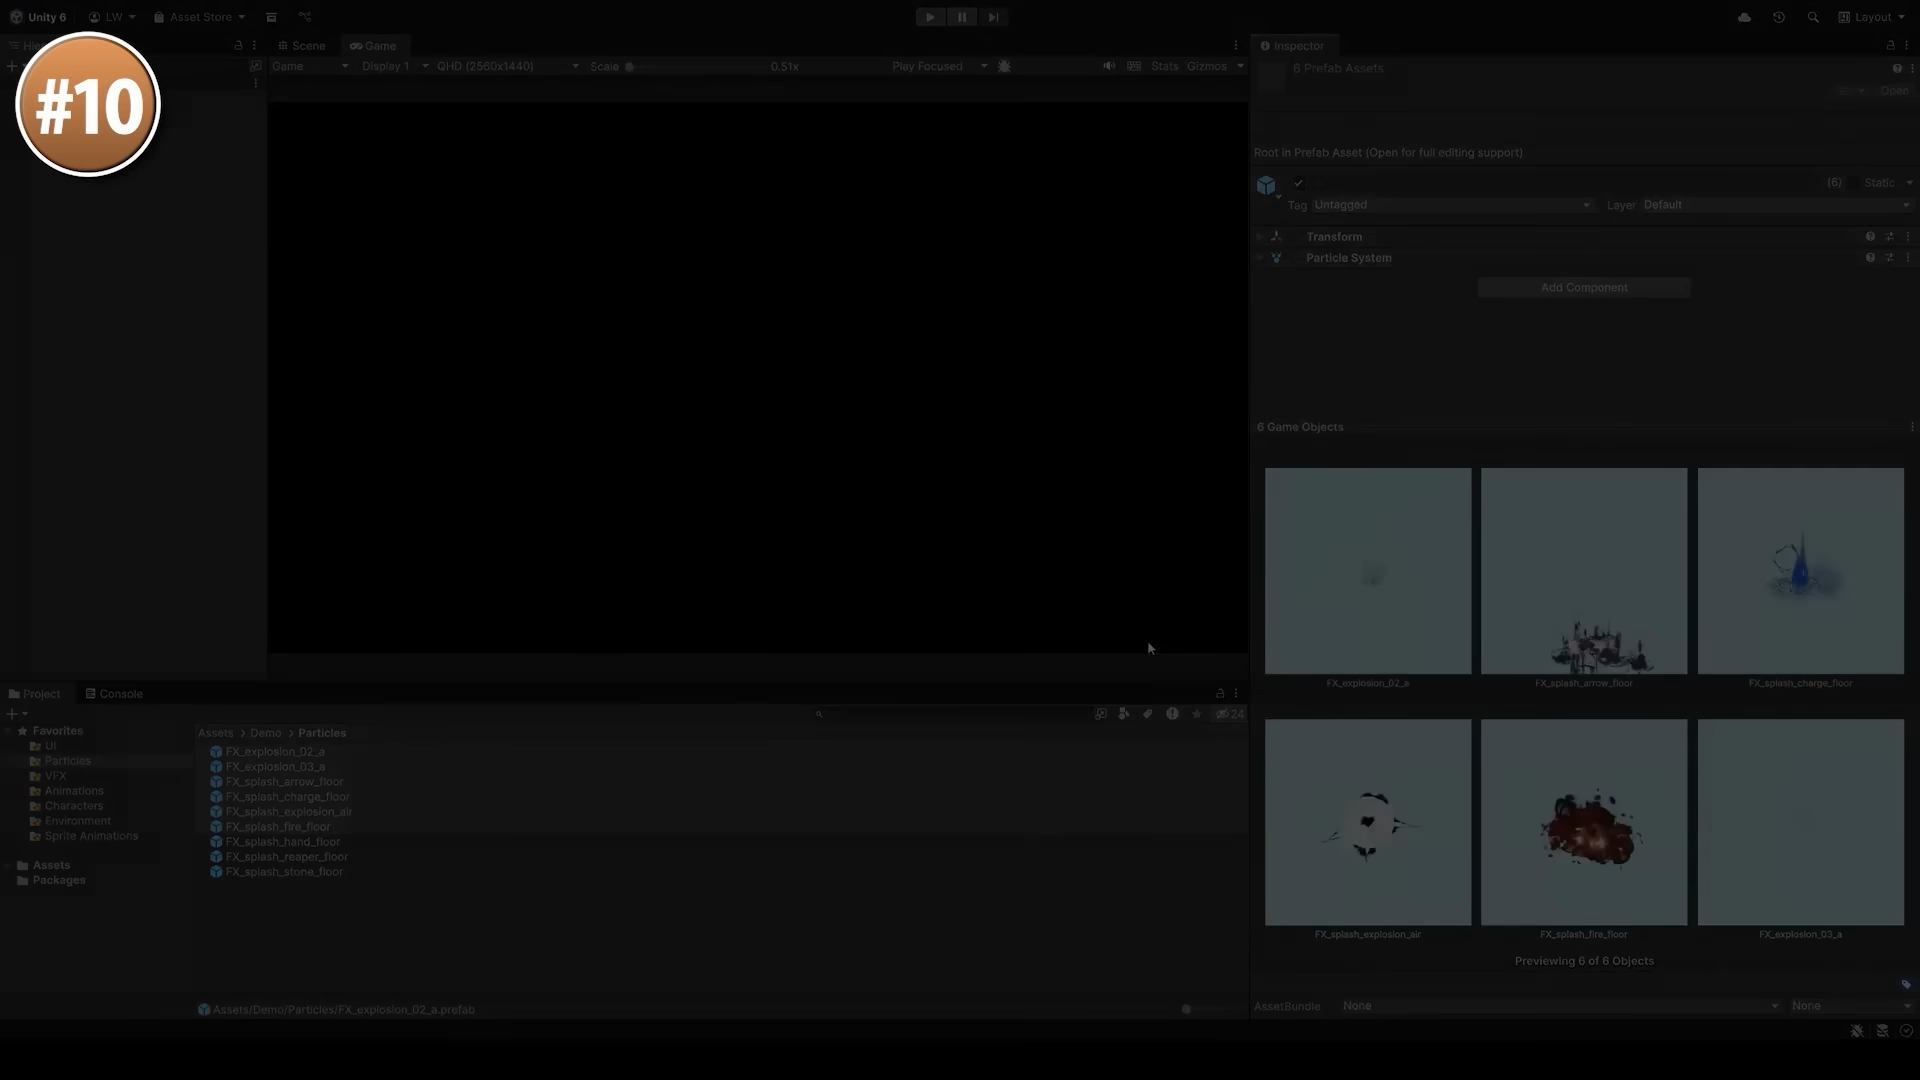 Unity 6
LW
Asset Store
Layout
#10
Scene
Game
Inspector
Game
Display 1
QHD (2560x1440)
Scale
0.51x
Play Focused
Stats
Gizmos
6 Prefab Assets
Open
Root in Prefab Asset (Open for full editing support)
(6)
Static
Tag
Untagged
Layer
Default
Transform
Particle System
Add Component
6 Game Objects
FX_explosion_02_a
FX_splash_arrow_floor
FX_splash_charge_floor
FX_splash_explosion_air
FX_splash_fire_floor
FX_explosion_03_a
Previewing 6 of 6 Objects
AssetBundle
None
None
Project
Console
24
Favorites
UI
Particles
VFX
Animations
Characters
Environment
Sprite Animations
Assets
Packages
Assets > Demo > Particles
FX_explosion_02_a
FX_explosion_03_a
FX_splash_arrow_floor
FX_splash_charge_floor
FX_splash_explosion_air
FX_splash_fire_floor
FX_splash_hand_floor
FX_splash_reaper_floor
FX_splash_stone_floor
Assets/Demo/Particles/FX_explosion_02_a.prefab